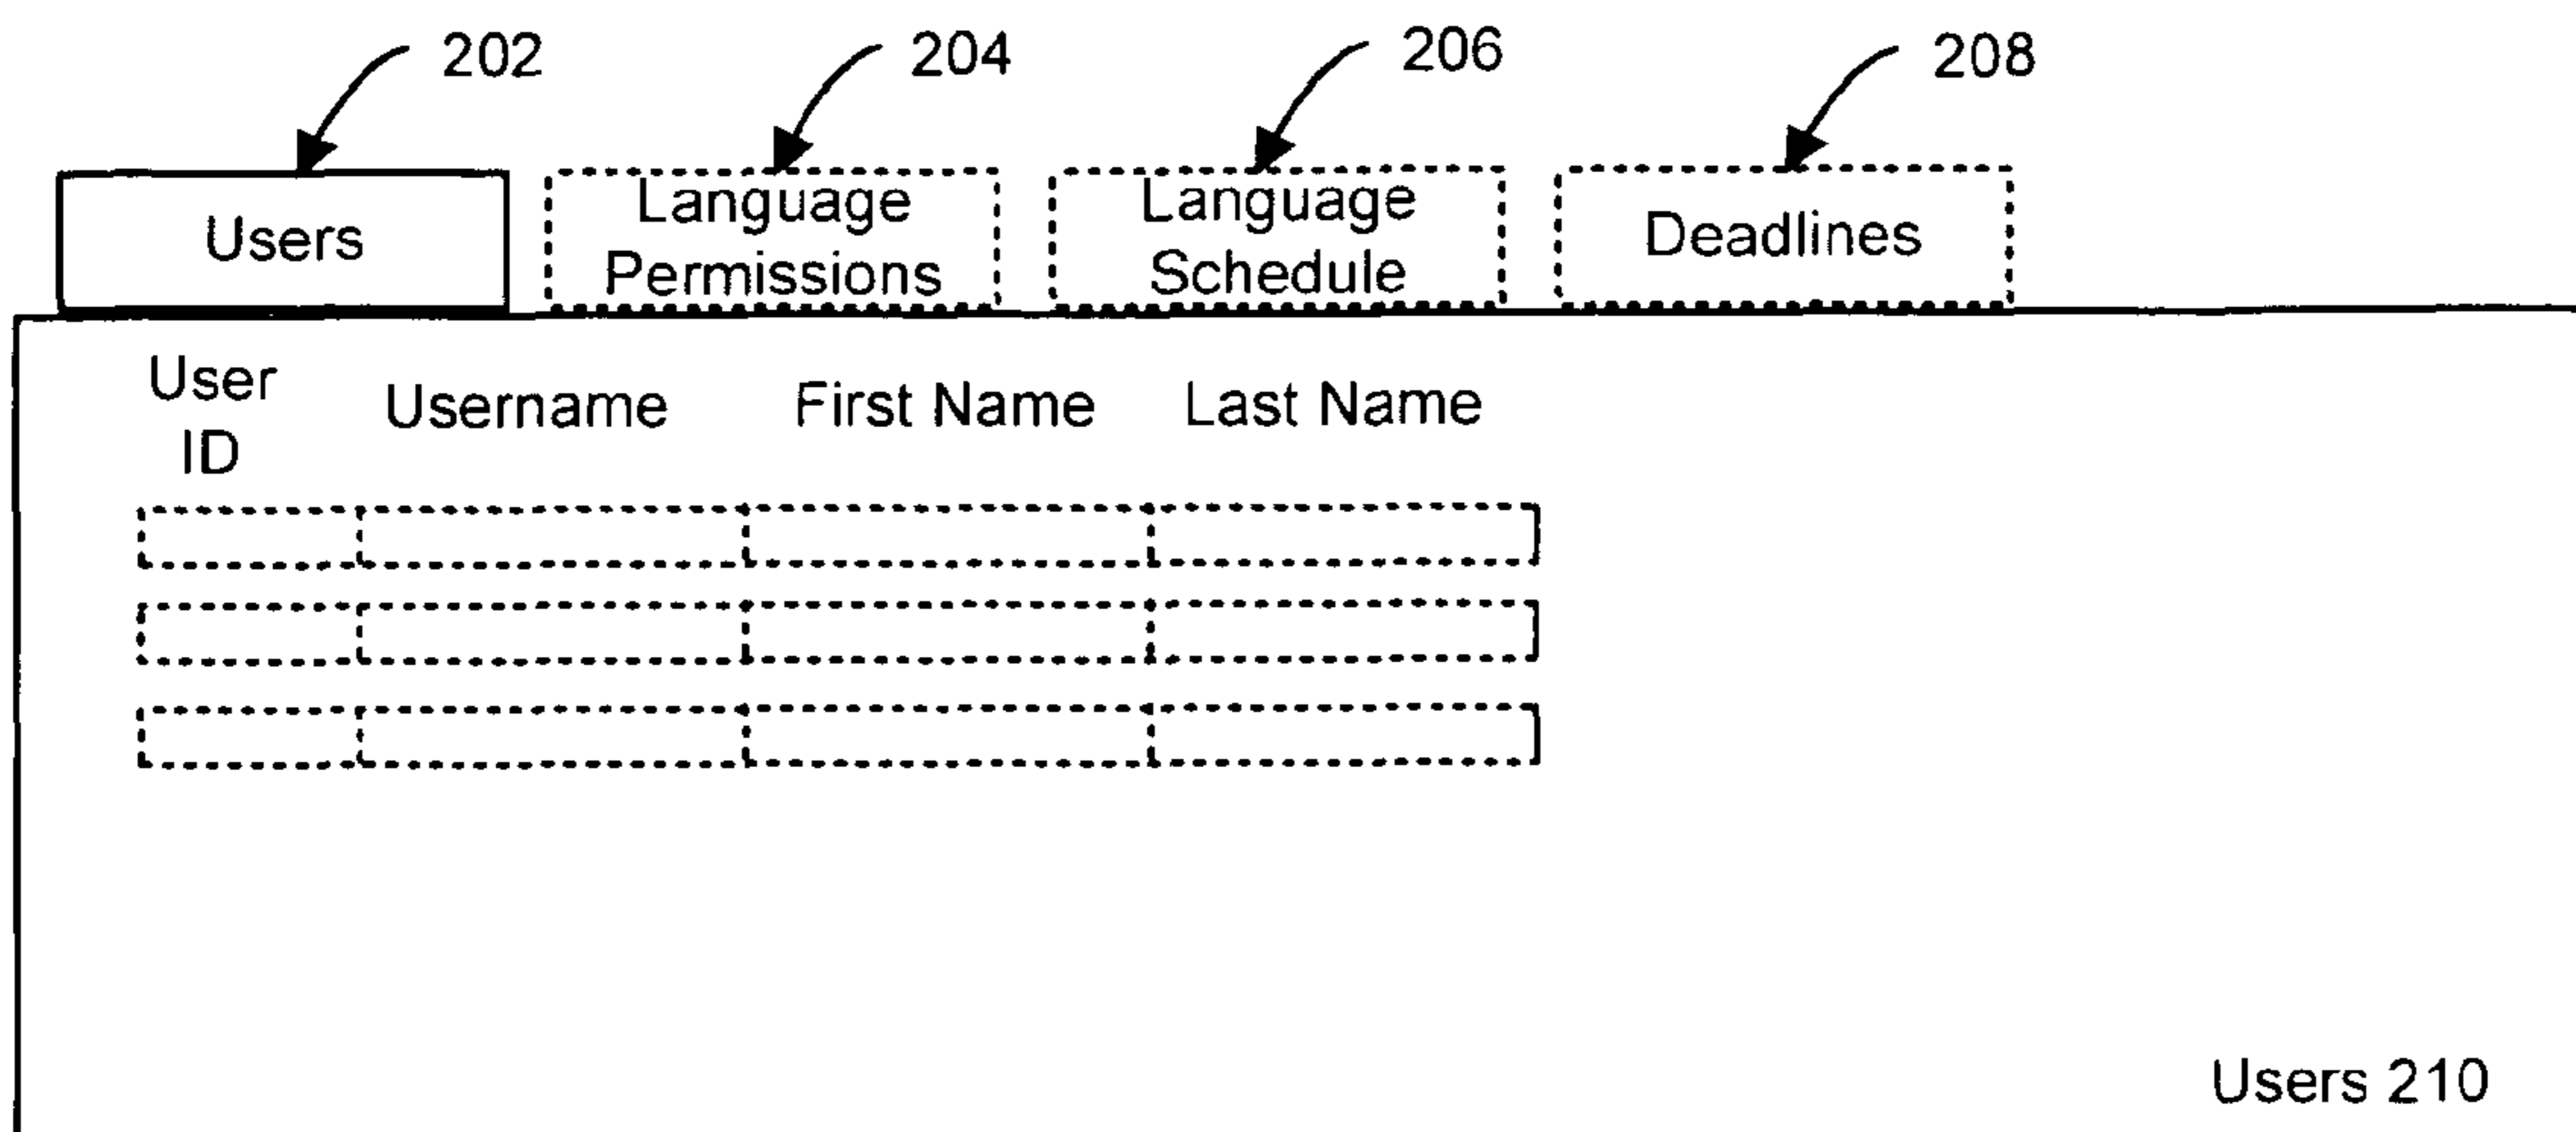 202
204
206
208
Users
Language
Permissions
Language
Schedule
Deadlines
User
ID
Username
First Name
Last Name
Users 210